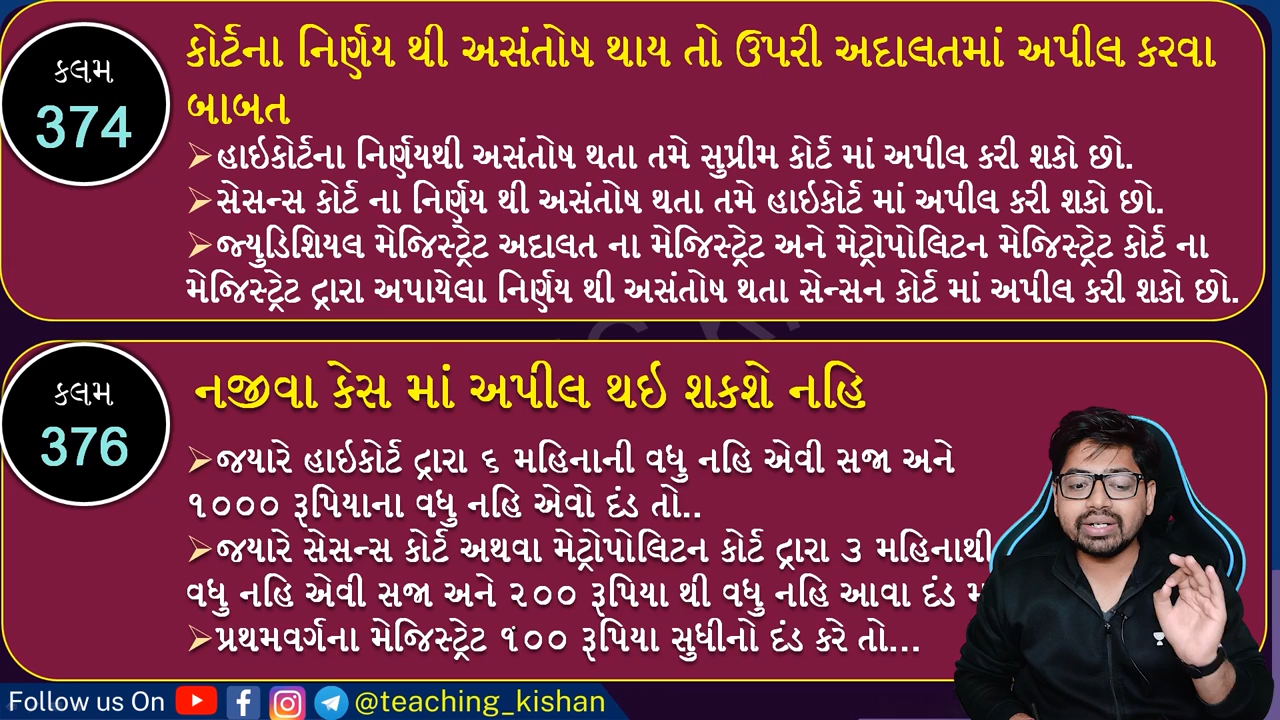 કલમ
374
કોર્ટના નિર્ણય થી અસંતોષ થાય તો ઉપરી અદાલતમાં અપીલ કરવા
બાબત
➢હાઇકોર્ટના નિર્ણયથી અસંતોષ થતા તમે સુપ્રીમ કોર્ટ માં અપીલ કરી શકો છો.
➢સેસન્સ કોર્ટ ના નિર્ણય થી અસંતોષ થતા તમે હાઇકોર્ટ માં અપીલ કરી શકો છો.
➢જ્યુડિશિયલ મેજિસ્ટ્રેટ અદાલત ના મેજિસ્ટ્રેટ અને મેટ્રોપોલિટન મેજિસ્ટ્રેટ કોર્ટ ના
મેજિસ્ટ્રેટ દ્રારા અપાયેલા નિર્ણય થી અસંતોષ થતા સેન્સન કોર્ટ માં અપીલ કરી શકો છો.
કલમ
376
નજીવા કેસ માં અપીલ થઇ શકશે નહિ
➢જયારે હાઇકોર્ટ દ્રારા ૬ મહિનાની વધુ નહિ એવી સજા અને
૧૦૦૦ રૂપિયાના વધુ નહિ એવો દંડ તો..
➢જયારે સેસન્સ કોર્ટ અથવા મેટ્રોપોલિટન કોર્ટ દ્રારા ૩ મહિનાથી
વધુ નહિ એવી સજા અને ૨૦૦ રૂપિયા થી વધુ નહિ આવા દંડ
➢પ્રથમવર્ગના મેજિસ્ટ્રેટ ૧૦૦ રૂપિયા સુધીનો દંડ કરે તો...
Follow us On @teaching_kishan